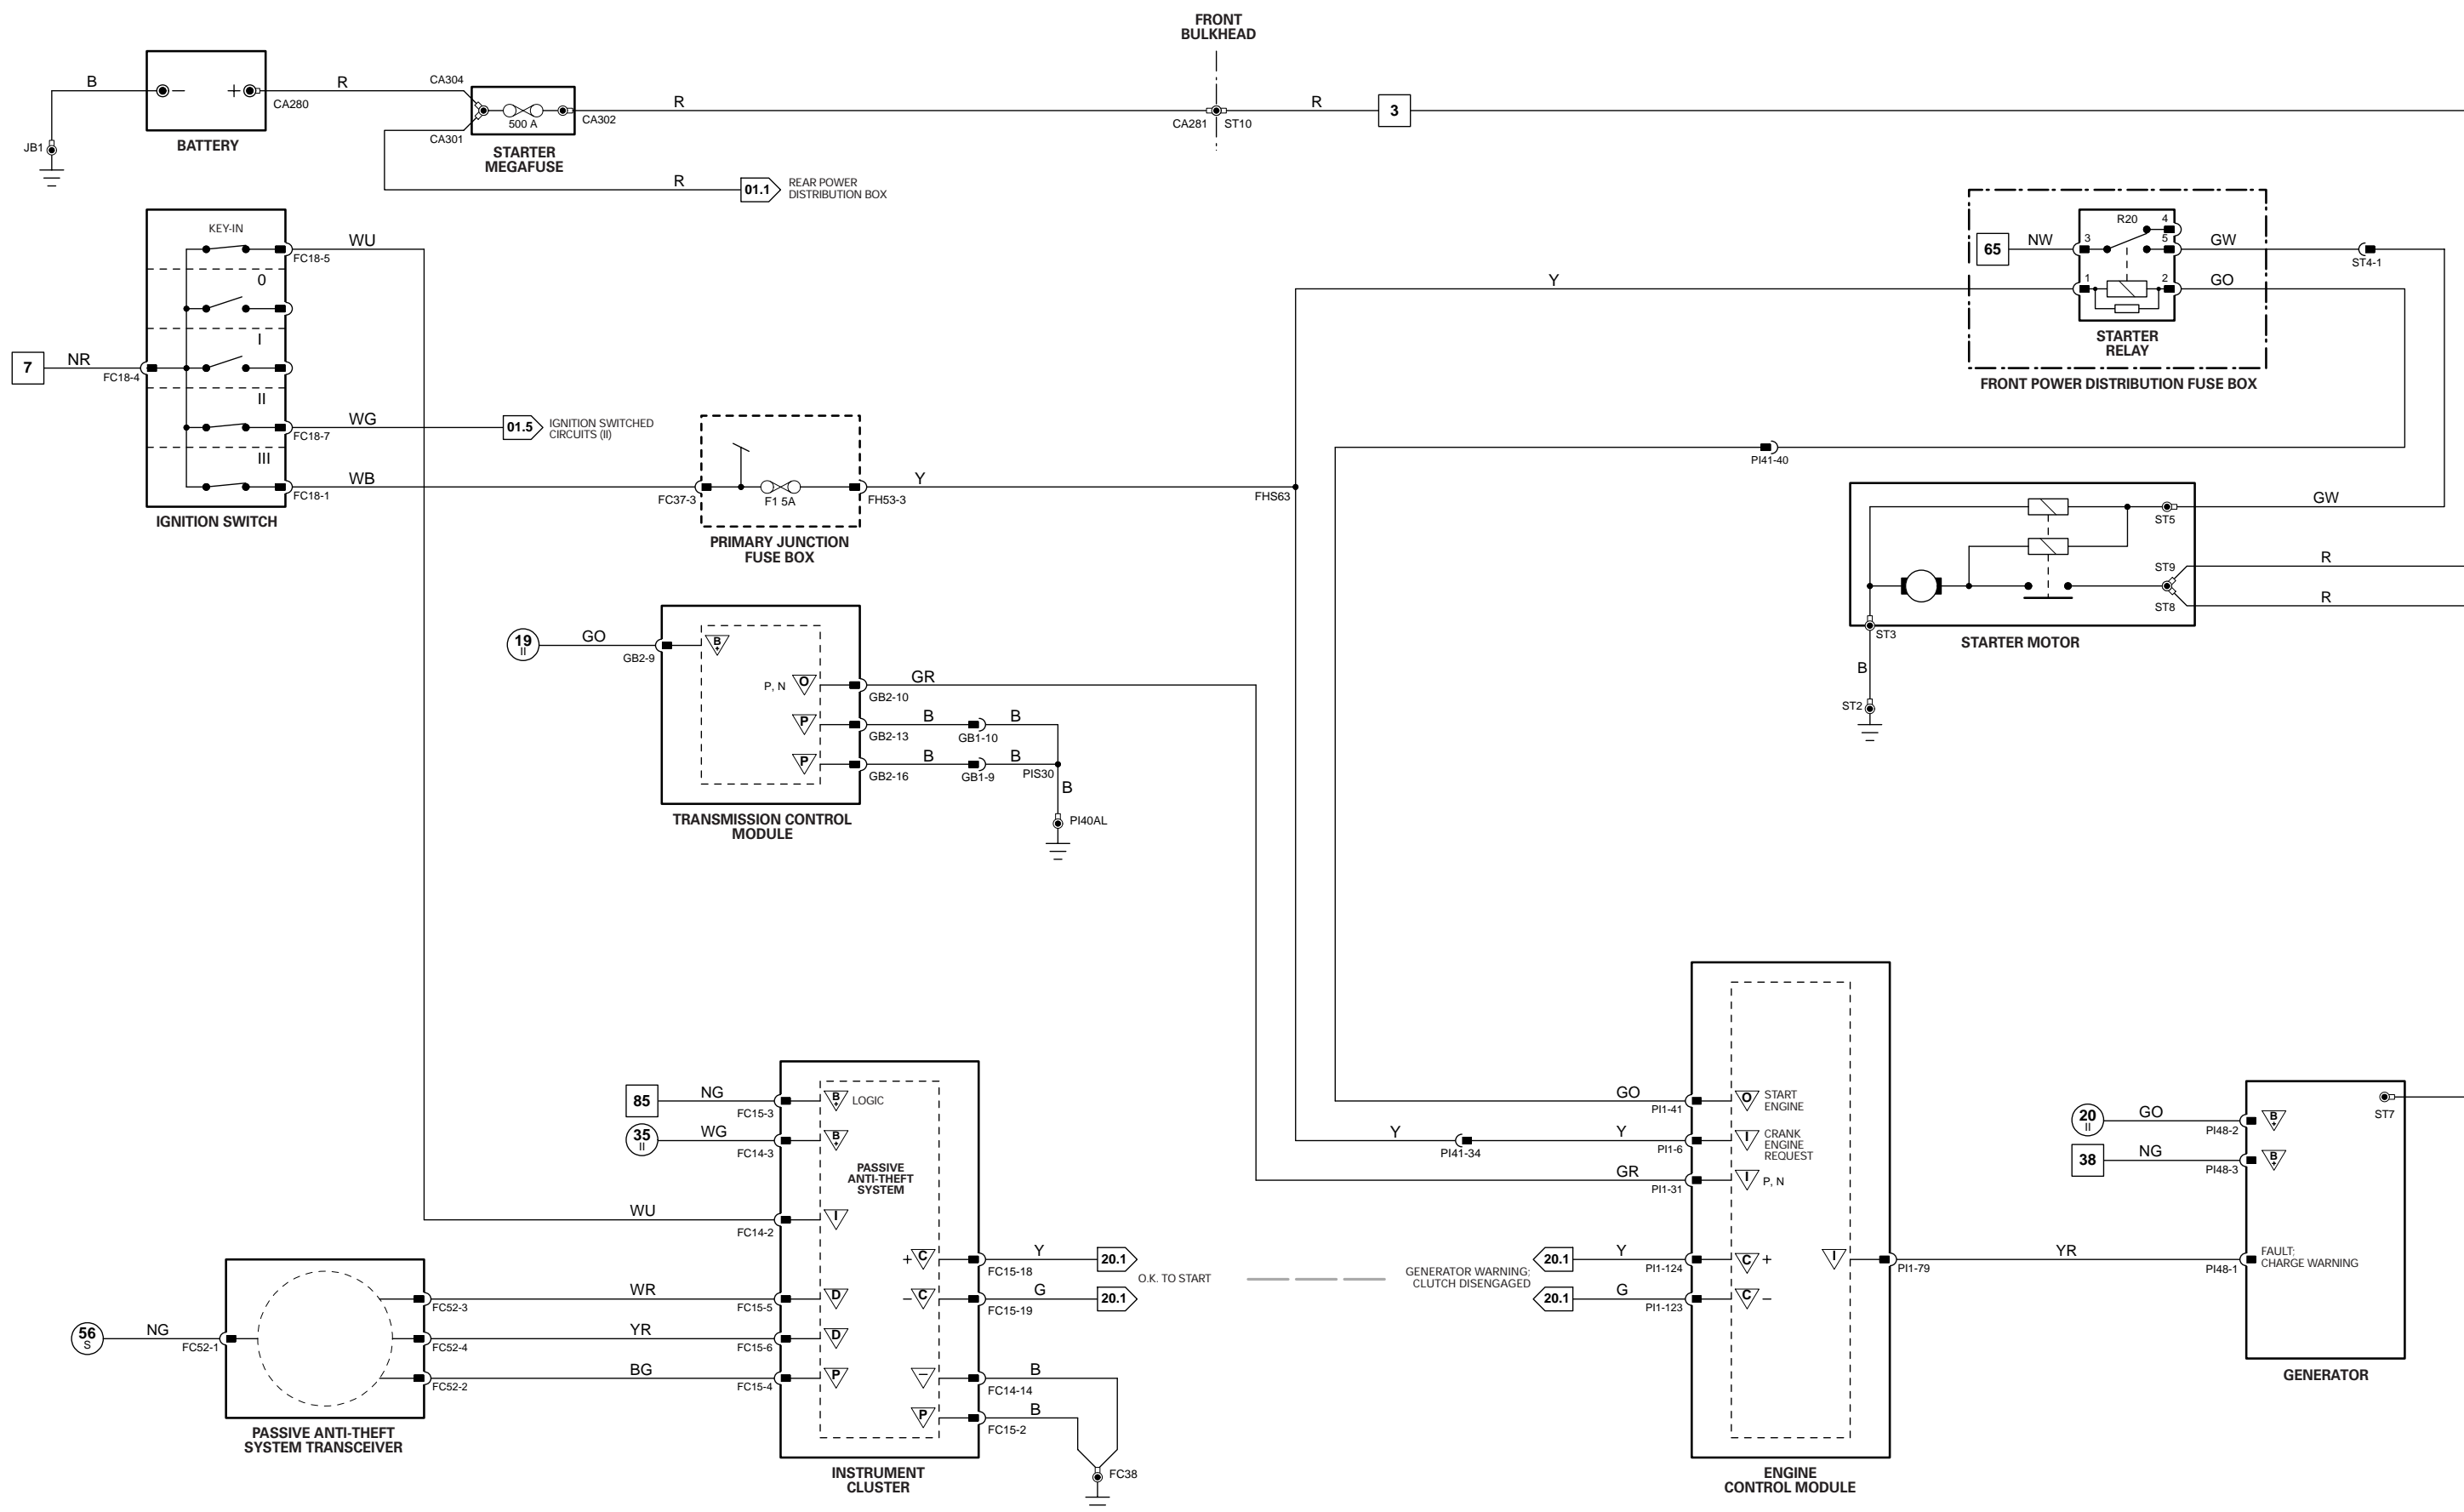 FRONT
BULKHEAD
B
R
CA304
CA280
BATTERY
JB1
CA301
500 A
STARTER
MEGAFUSE
CA302
R
CA281
ST10
R
3
R
01.1
REAR POWER
DISTRIBUTION BOX
KEY-IN
WU
FC18-5
0
I
7
NR
FC18-4
II
WG
FC18-7
01.5
IGNITION SWITCHED
CIRCUITS (II)
III
WB
FC18-1
IGNITION SWITCH
FC37-3
F1 5A
FH53-3
Y
PRIMARY JUNCTION
FUSE BOX
FHS63
Y
65
NW
R20
4
3
5
1
2
GW
GO
ST4-1
STARTER
RELAY
FRONT POWER DISTRIBUTION FUSE BOX
PI41-40
GW
ST5
ST9
R
ST8
R
ST3
STARTER MOTOR
B
ST2
19
II
GO
GB2-9
B
+
P, N
O
GR
GB2-10
P
B
B
GB2-13
GB1-10
P
B
B
GB2-16
GB1-9
PIS30
B
PI40AL
TRANSMISSION CONTROL
MODULE
85
NG
FC15-3
B
+
LOGIC
35
II
WG
FC14-3
B
+
PASSIVE
ANTI-THEFT
SYSTEM
WU
FC14-2
I
+
C
Y
FC15-18
20.1
O.K. TO START
–
C
G
FC15-19
20.1
WR
FC52-3
FC15-5
D
56
S
NG
FC52-1
YR
FC52-4
FC15-6
D
BG
FC52-2
FC15-4
P
–
B
FC14-14
P
B
FC15-2
FC38
PASSIVE ANTI-THEFT
SYSTEM TRANSCEIVER
INSTRUMENT
CLUSTER
GO
PI1-41
O
START
ENGINE
Y
PI41-34
Y
PI1-6
I
CRANK
ENGINE
REQUEST
GR
PI1-31
I
P, N
GENERATOR WARNING;
CLUTCH DISENGAGED
20.1
Y
PI1-124
C
+
20.1
G
PI1-123
C
–
I
PI1-79
YR
PI48-1
FAULT;
CHARGE WARNING
ENGINE
CONTROL MODULE
20
II
GO
PI48-2
B
+
38
NG
PI48-3
B
+
ST7
GENERATOR